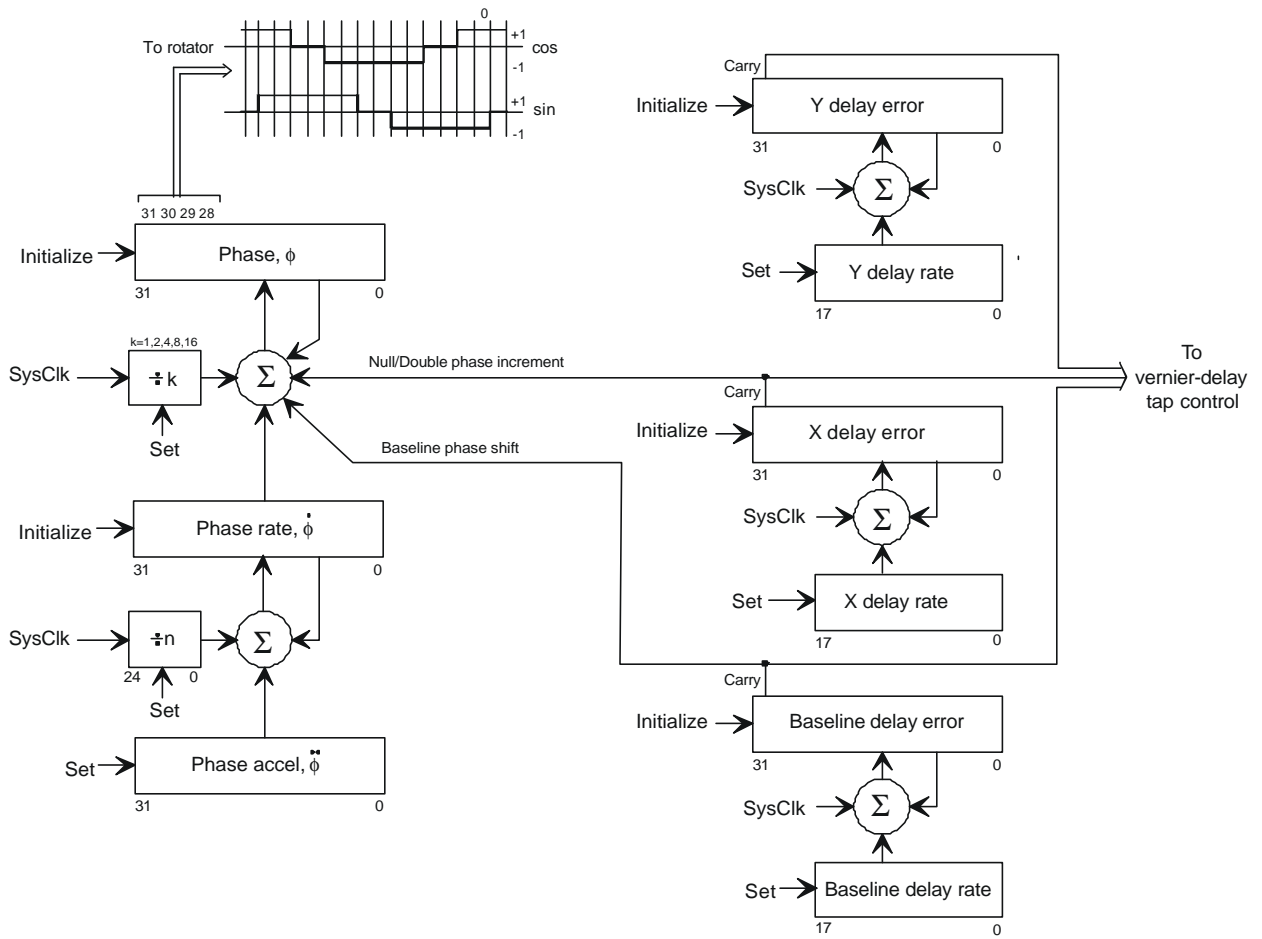 0
To rotator
+1
cos
-1
+1
sin
-1
31 30 29 28
Initialize
Phase, ϕ
31
0
k=1,2,4,8,16
SysClk
÷k
Σ
Set
Null/Double phase increment
Baseline phase shift
Initialize
Phase rate, ϕ̇
31
0
SysClk
÷n
Σ
24
0
Set
Set
Phase accel, ϕ̈
31
0
Carry
Initialize
Y delay error
31
0
SysClk
Σ
Set
Y delay rate
17
0
To
vernier-delay
tap control
Carry
Initialize
X delay error
31
0
SysClk
Σ
Set
X delay rate
17
0
Carry
Initialize
Baseline delay error
31
0
SysClk
Σ
Set
Baseline delay rate
17
0